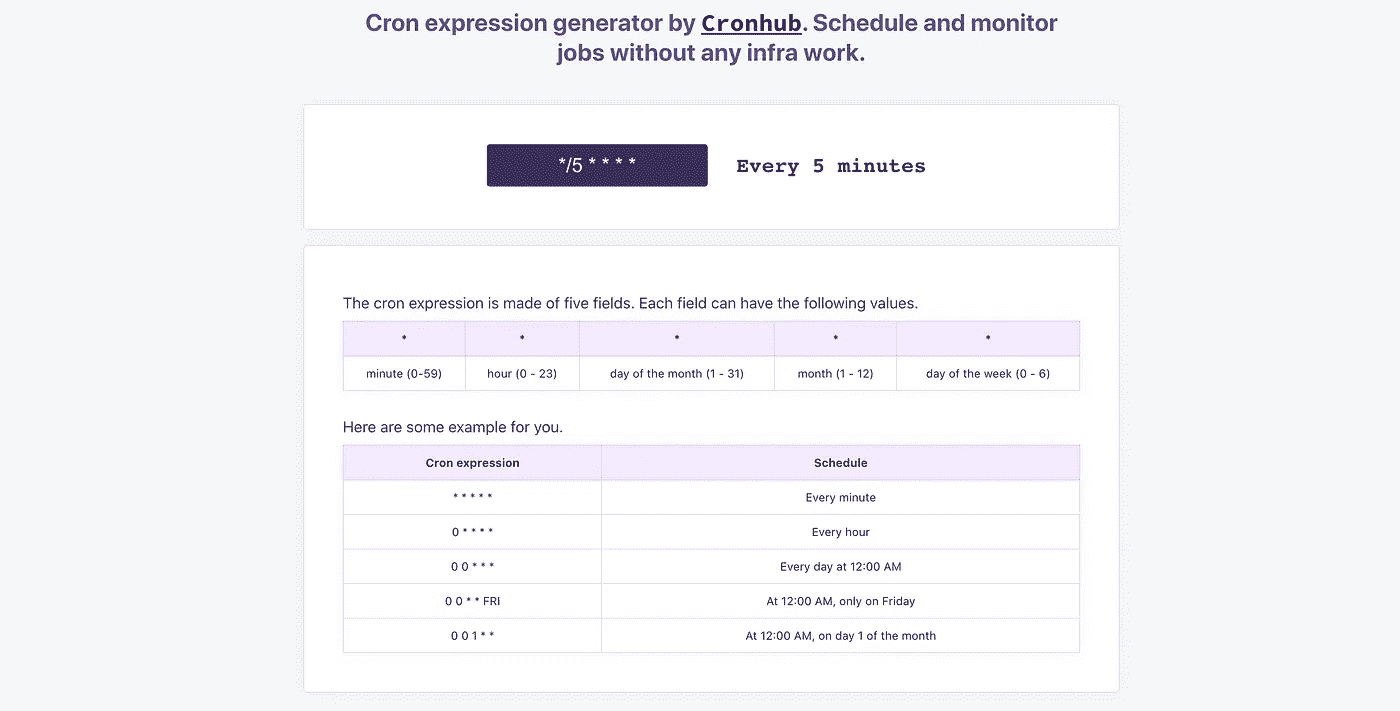 Cron expression generator by Cronhub. Schedule and monitor
jobs without any infra work.
*/5 * * * *
Every 5 minutes
The cron expression is made of five fields. Each field can have the following values.
* * * * *
minute (0-59) hour (0 - 23) day of the month (1 - 31) month (1 - 12) day of the week (0 - 6)
Here are some example for you.
Cron expression Schedule
* * * * * Every minute
0 * * * * Every hour
0 0 * * * Every day at 12:00 AM
0 0 * * FRI At 12:00 AM, only on Friday
0 0 1 * * At 12:00 AM, on day 1 of the month